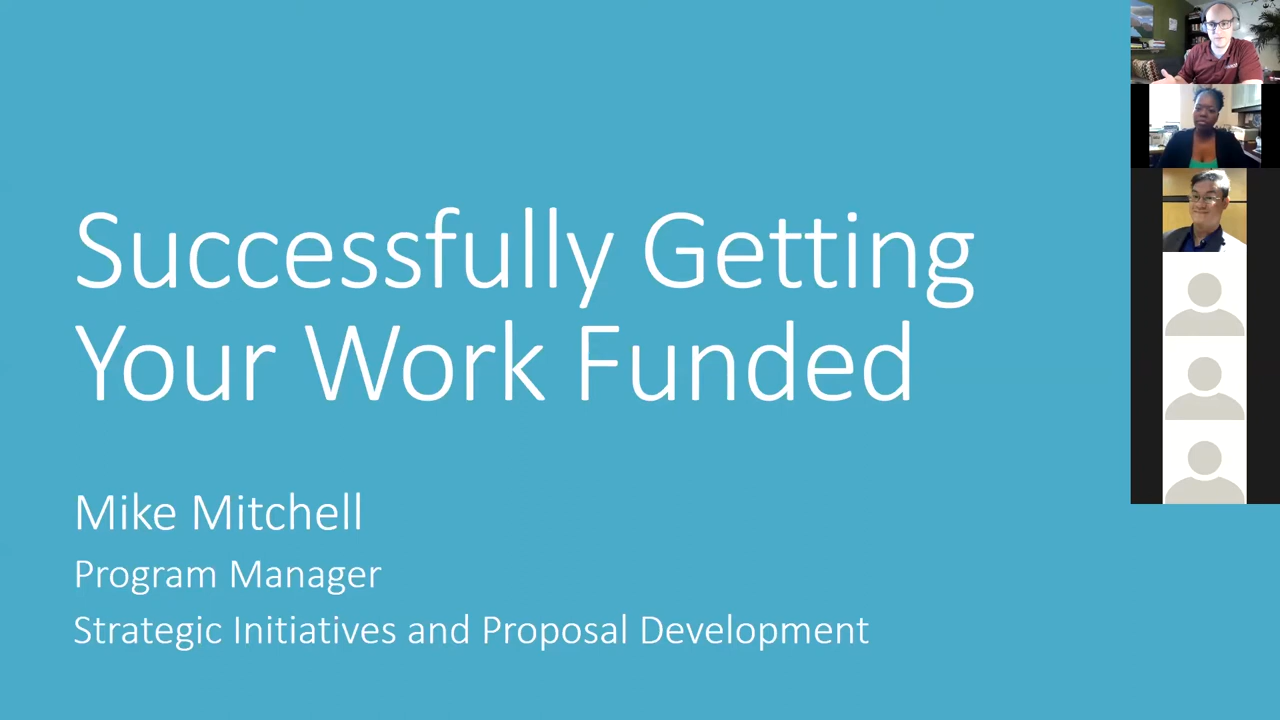 Successfully Getting
Your Work Funded
Mike Mitchell
Program Manager
Strategic Initiatives and Proposal Development